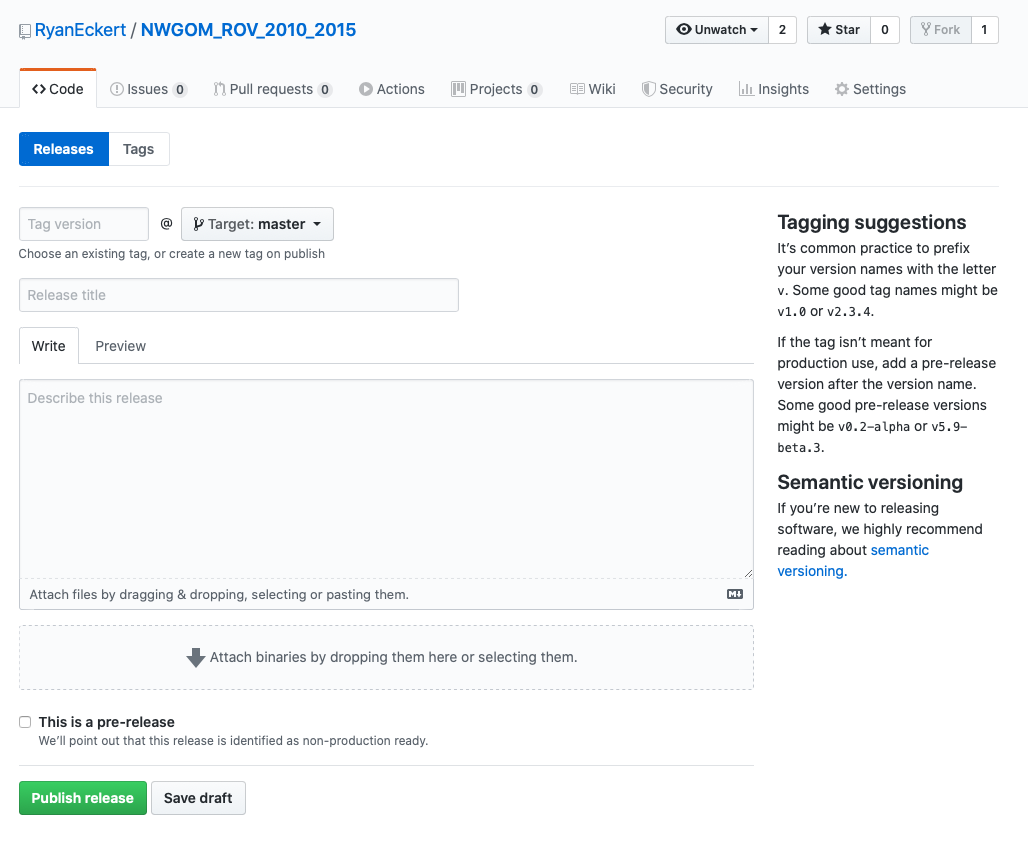 RyanEckert / NWGOM_ROV_2010_2015
Unwatch 2 Star 0 Fork 1
Code Issues 0 Pull requests 0 Actions Projects 0 Wiki Security Insights Settings
Releases Tags
Tag version @ Target: master
Choose an existing tag, or create a new tag on publish
Release title
Write Preview
Describe this release
Attach files by dragging & dropping, selecting or pasting them.
Attach binaries by dropping them here or selecting them.
This is a pre-release
We’ll point out that this release is identified as non-production ready.
Publish release Save draft
Tagging suggestions
It’s common practice to prefix
your version names with the letter
v. Some good tag names might be
v1.0 or v2.3.4.
If the tag isn’t meant for
production use, add a pre-release
version after the version name.
Some good pre-release versions
might be v0.2-alpha or v5.9-
beta.3.
Semantic versioning
If you’re new to releasing
software, we highly recommend
reading about semantic
versioning.